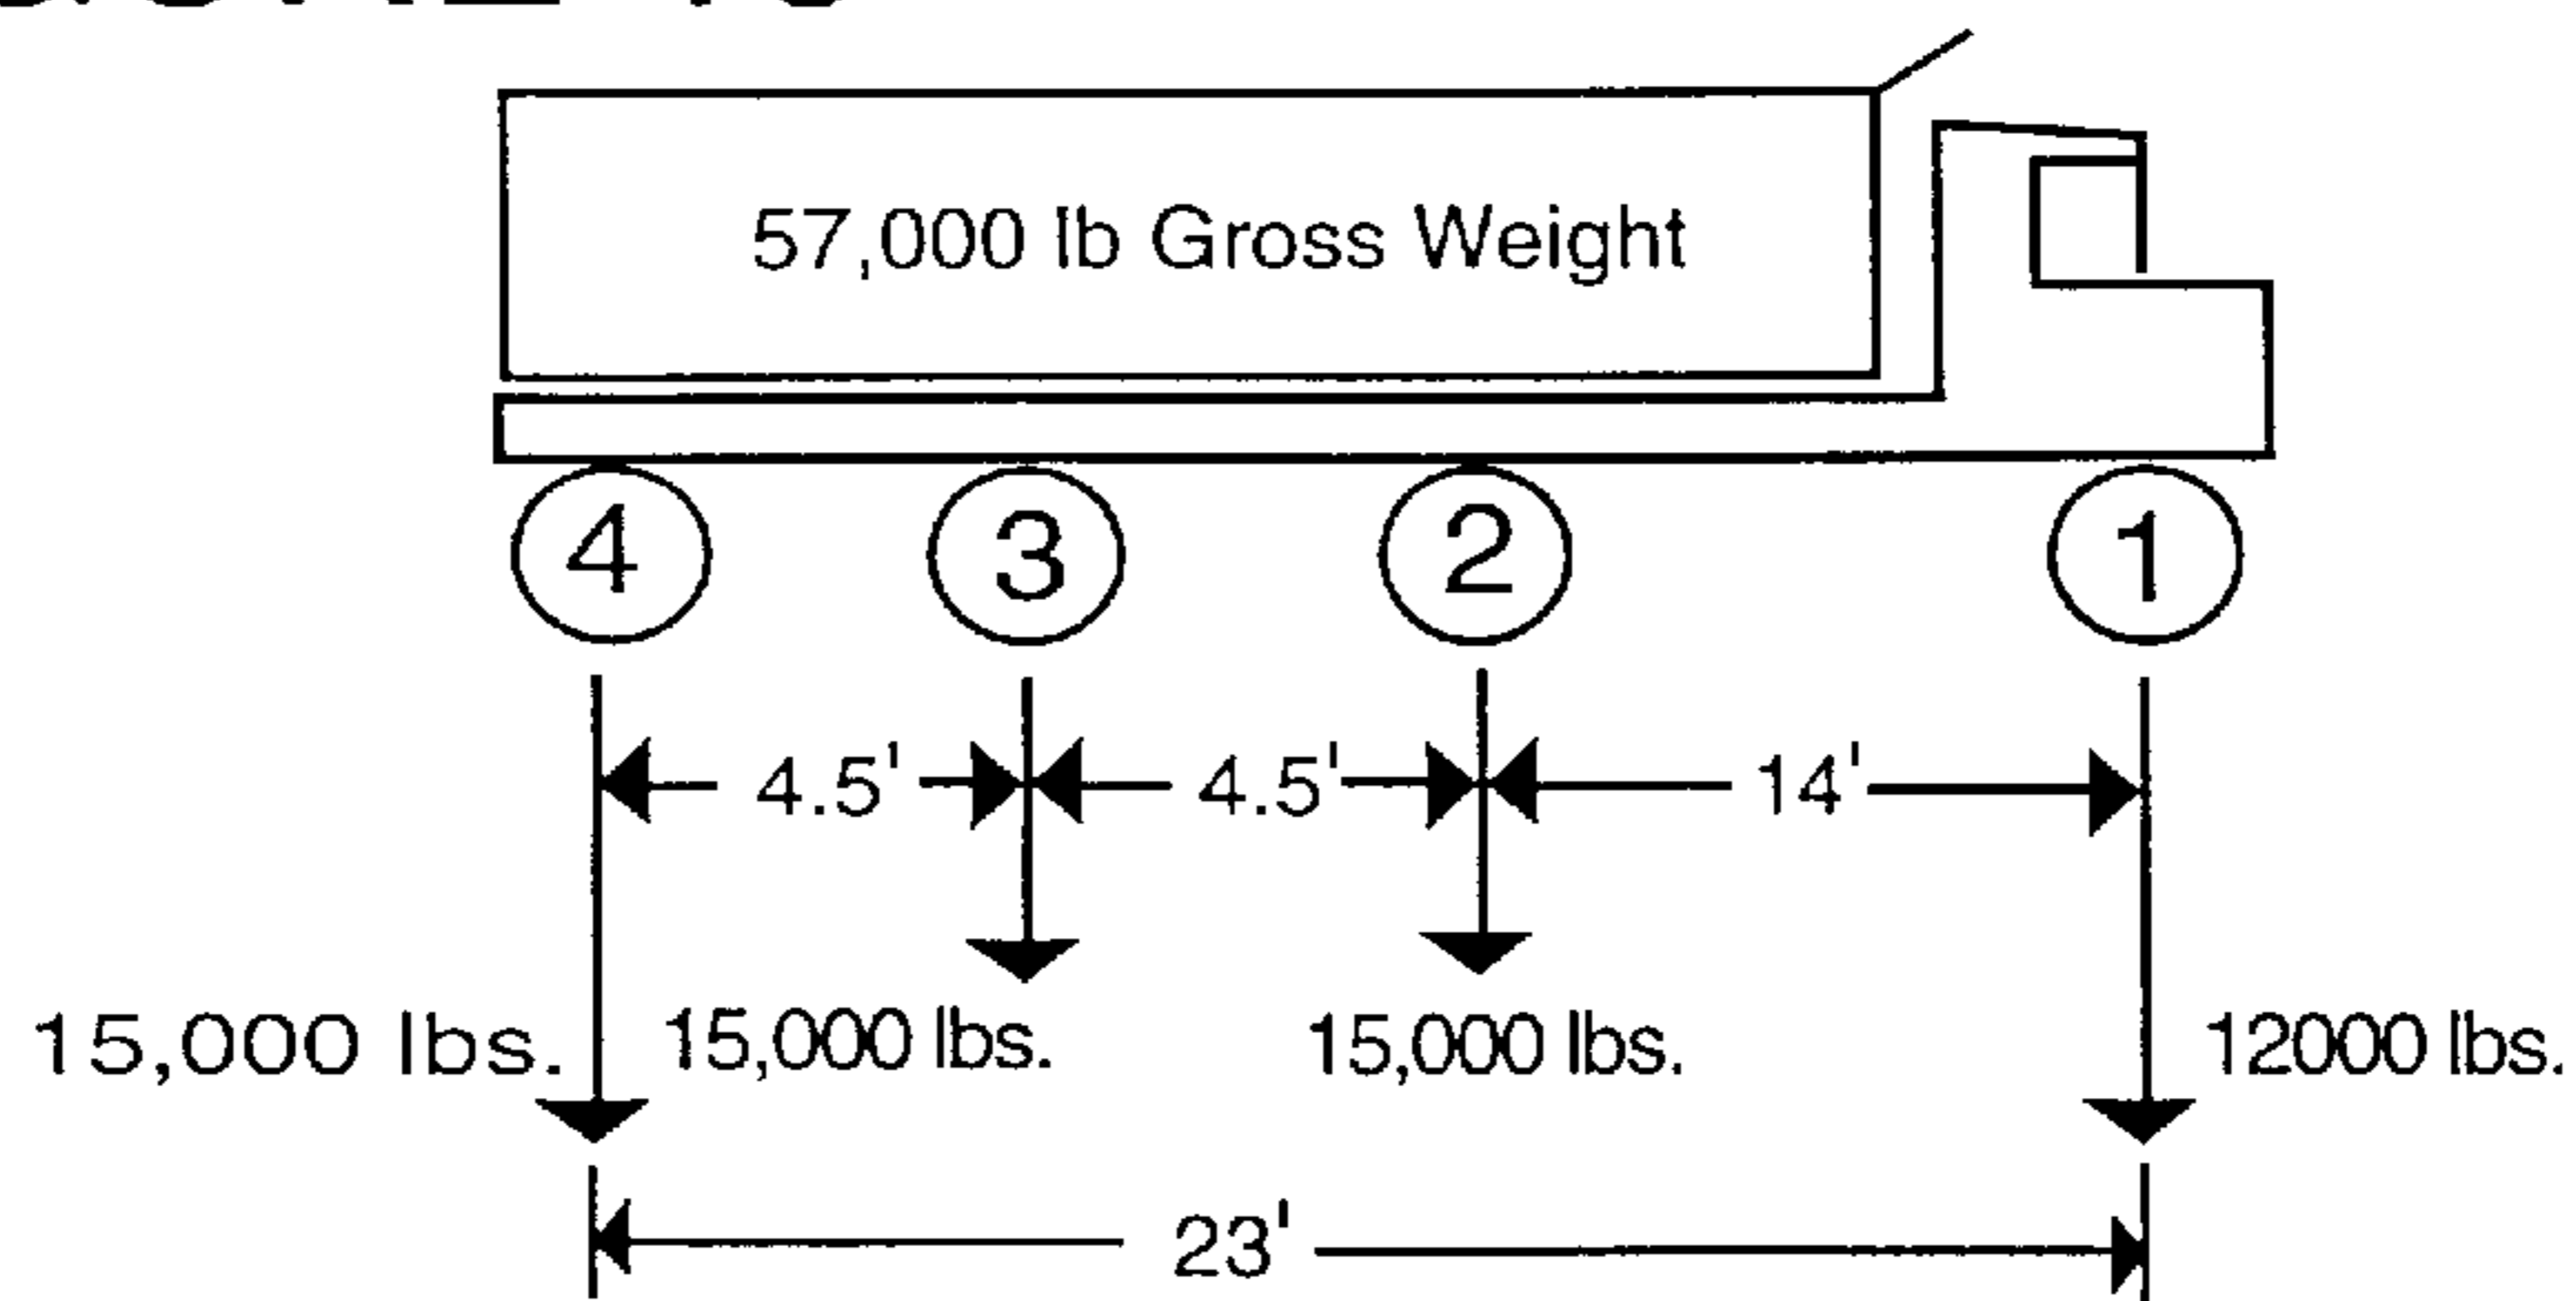 57,000 lb Gross Weight
4 3 2 1
4.5' 4.5' 14'
15,000 lbs. 15,000 lbs. 15,000 lbs. 12000 lbs.
23'